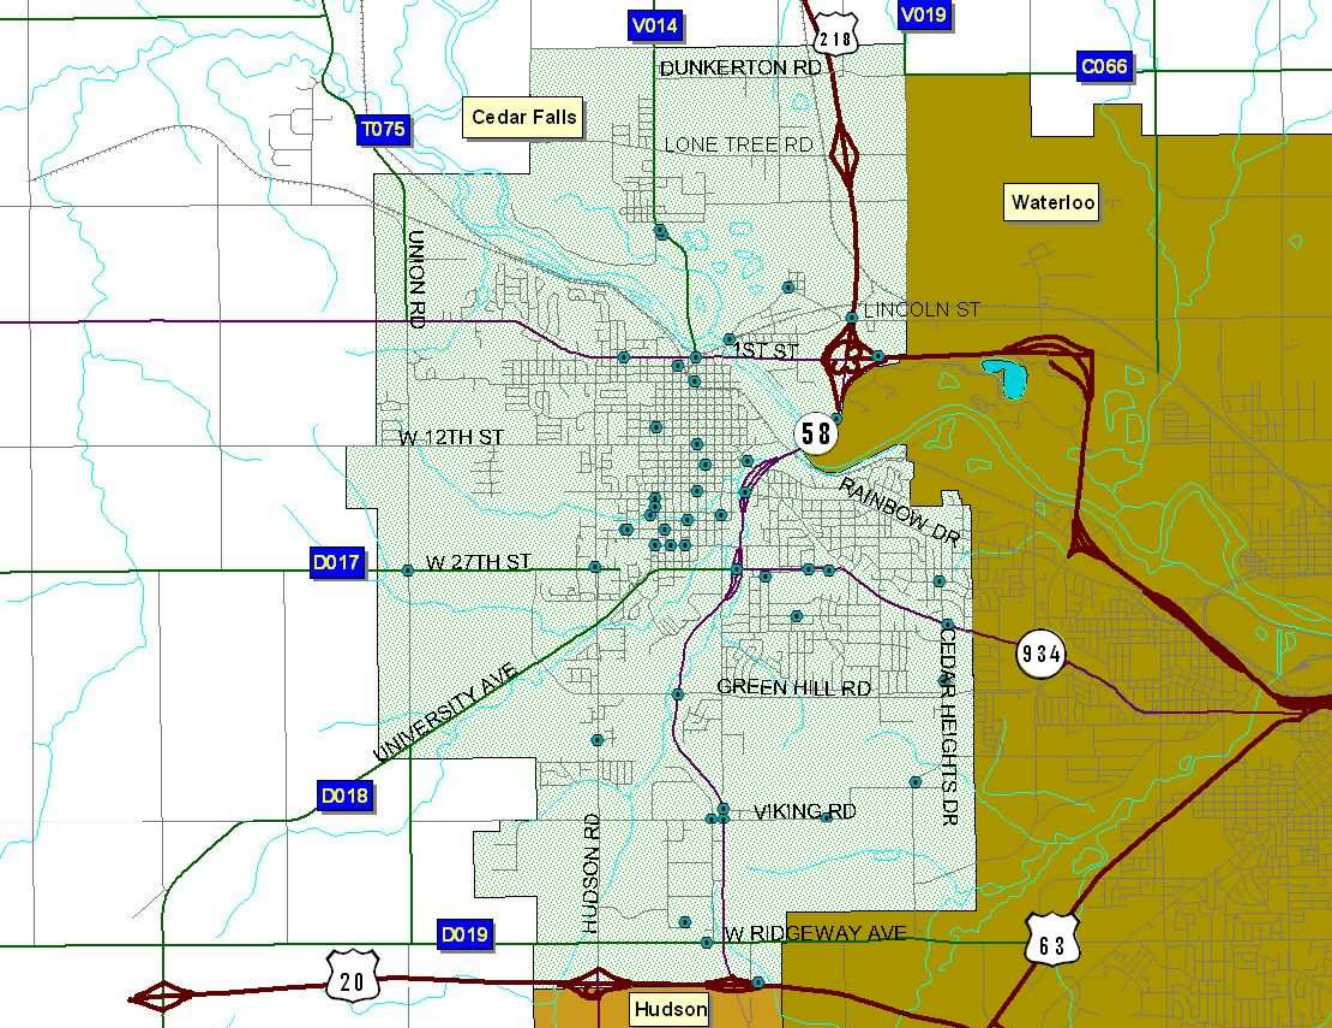 V014
218
V019
DUNKERTON RD
C066
Cedar Falls
T075
LONE TREE RD
Waterloo
UNION RD
LINCOLN ST
1ST ST
58
W 12TH ST
RAINBOW DR
D017
W 27TH ST
934
CEDAR HEIGHTS DR
GREEN HILL RD
UNIVERSITY AVE
D018
VIKING RD
HUDSON RD
D019
W RIDGEWAY AVE
63
20
Hudson